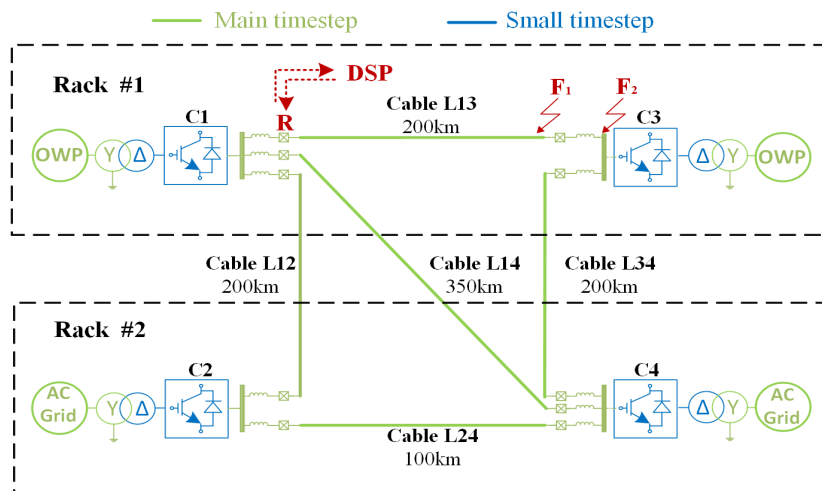 Main timestep
Small timestep
Rack #1
DSP
R
C1
Cable L13
200km
F₁
F₂
C3
OWP
Y
Δ
Δ
Y
OWP
Cable L12
200km
Cable L14
350km
Cable L34
200km
Rack #2
C2
C4
AC
Grid
Y
Δ
Δ
Y
AC
Grid
Cable L24
100km